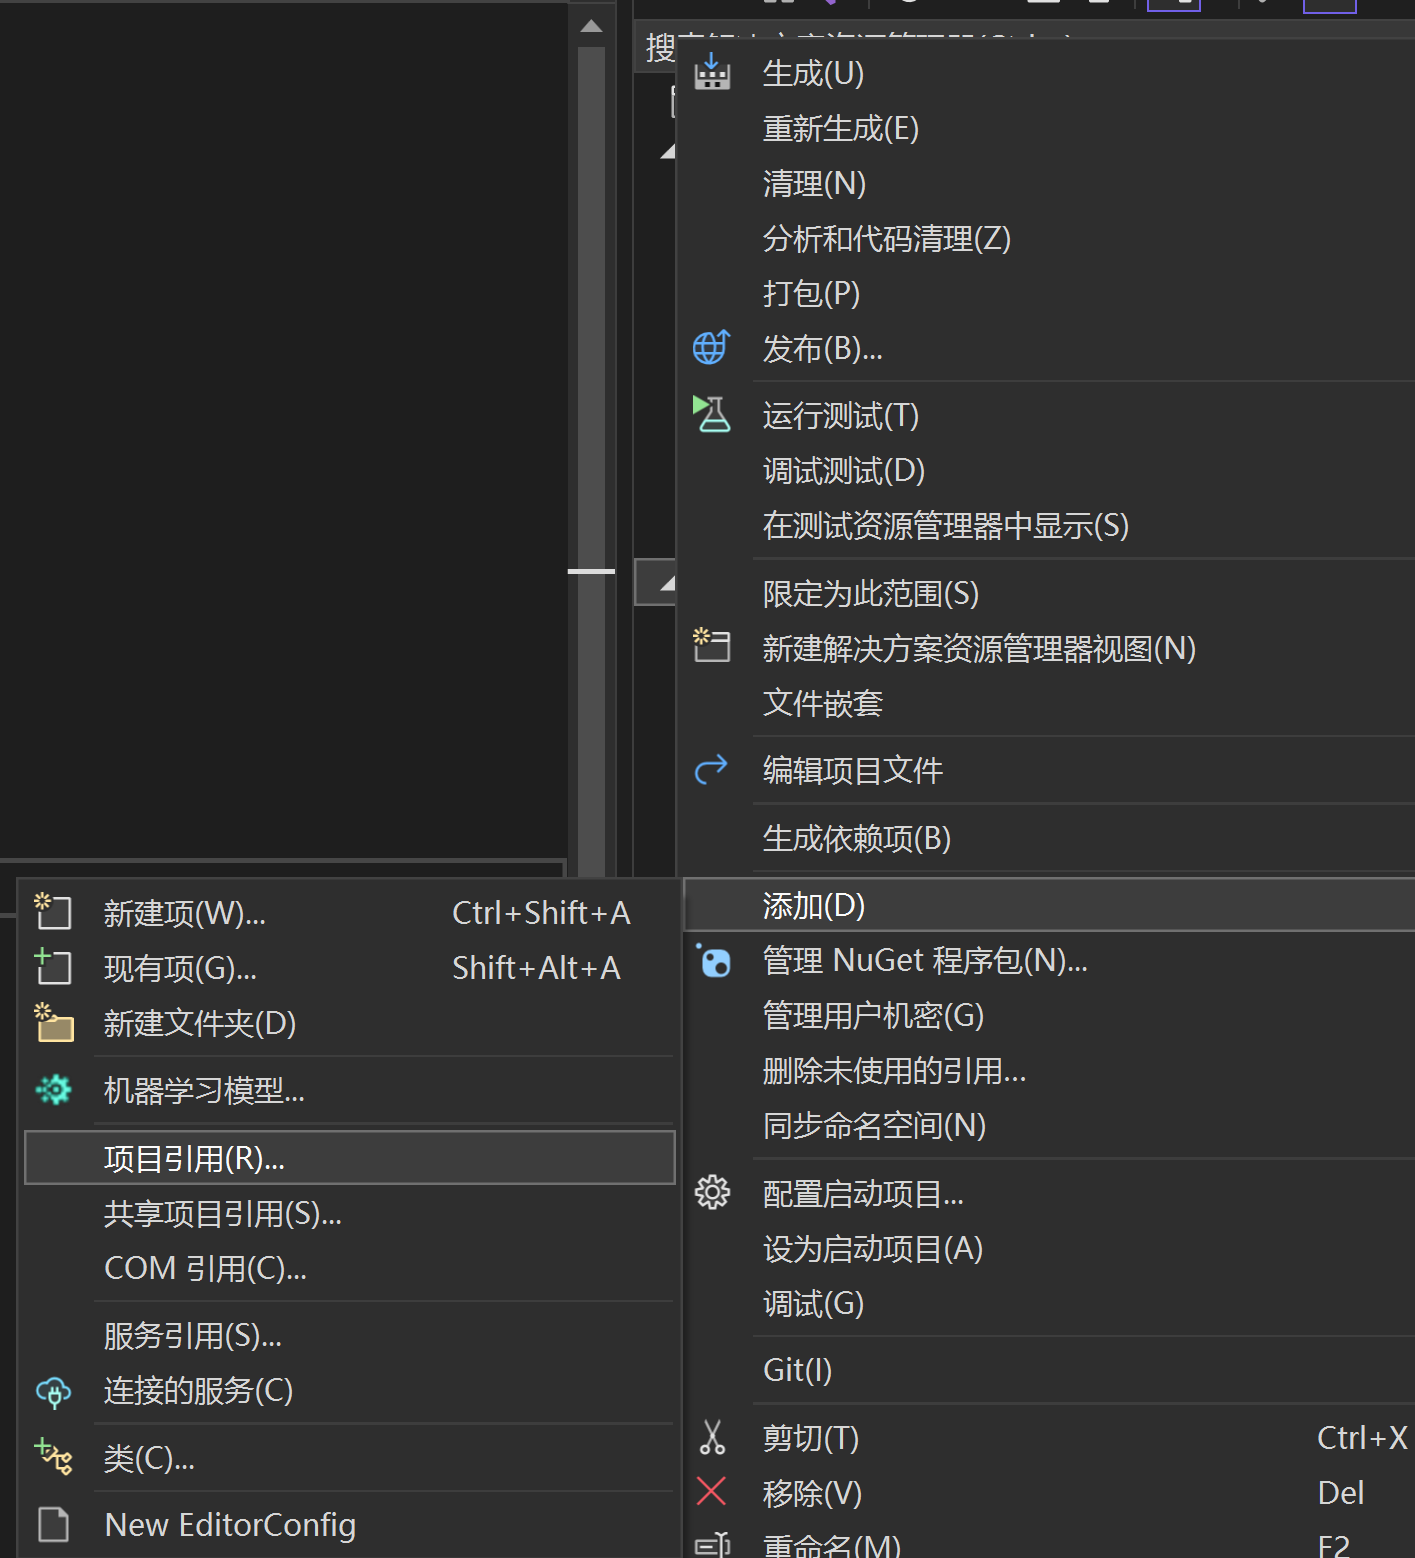 生成(U)
重新生成(E)
清理(N)
分析和代码清理(Z)
打包(P)
发布(B)...
运行测试(T)
调试测试(D)
在测试资源管理器中显示(S)
限定为此范围(S)
新建解决方案资源管理器视图(N)
文件嵌套
编辑项目文件
生成依赖项(B)
添加(D)
管理 NuGet 程序包(N)...
管理用户机密(G)
删除未使用的引用...
同步命名空间(N)
配置启动项目...
设为启动项目(A)
调试(G)
Git(I)
剪切(T) Ctrl+X
移除(V) Del
重命名(M) F2
新建项(W)... Ctrl+Shift+A
现有项(G)... Shift+Alt+A
新建文件夹(D)
机器学习模型...
项目引用(R)...
共享项目引用(S)...
COM 引用(C)...
服务引用(S)...
连接的服务(C)
类(C)...
New EditorConfig